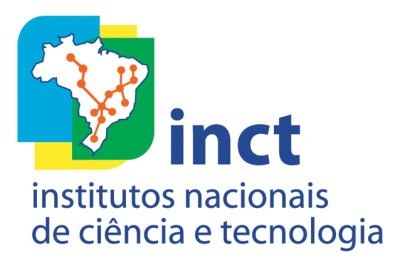 inct
institutos nacionais
de ciência e tecnologia